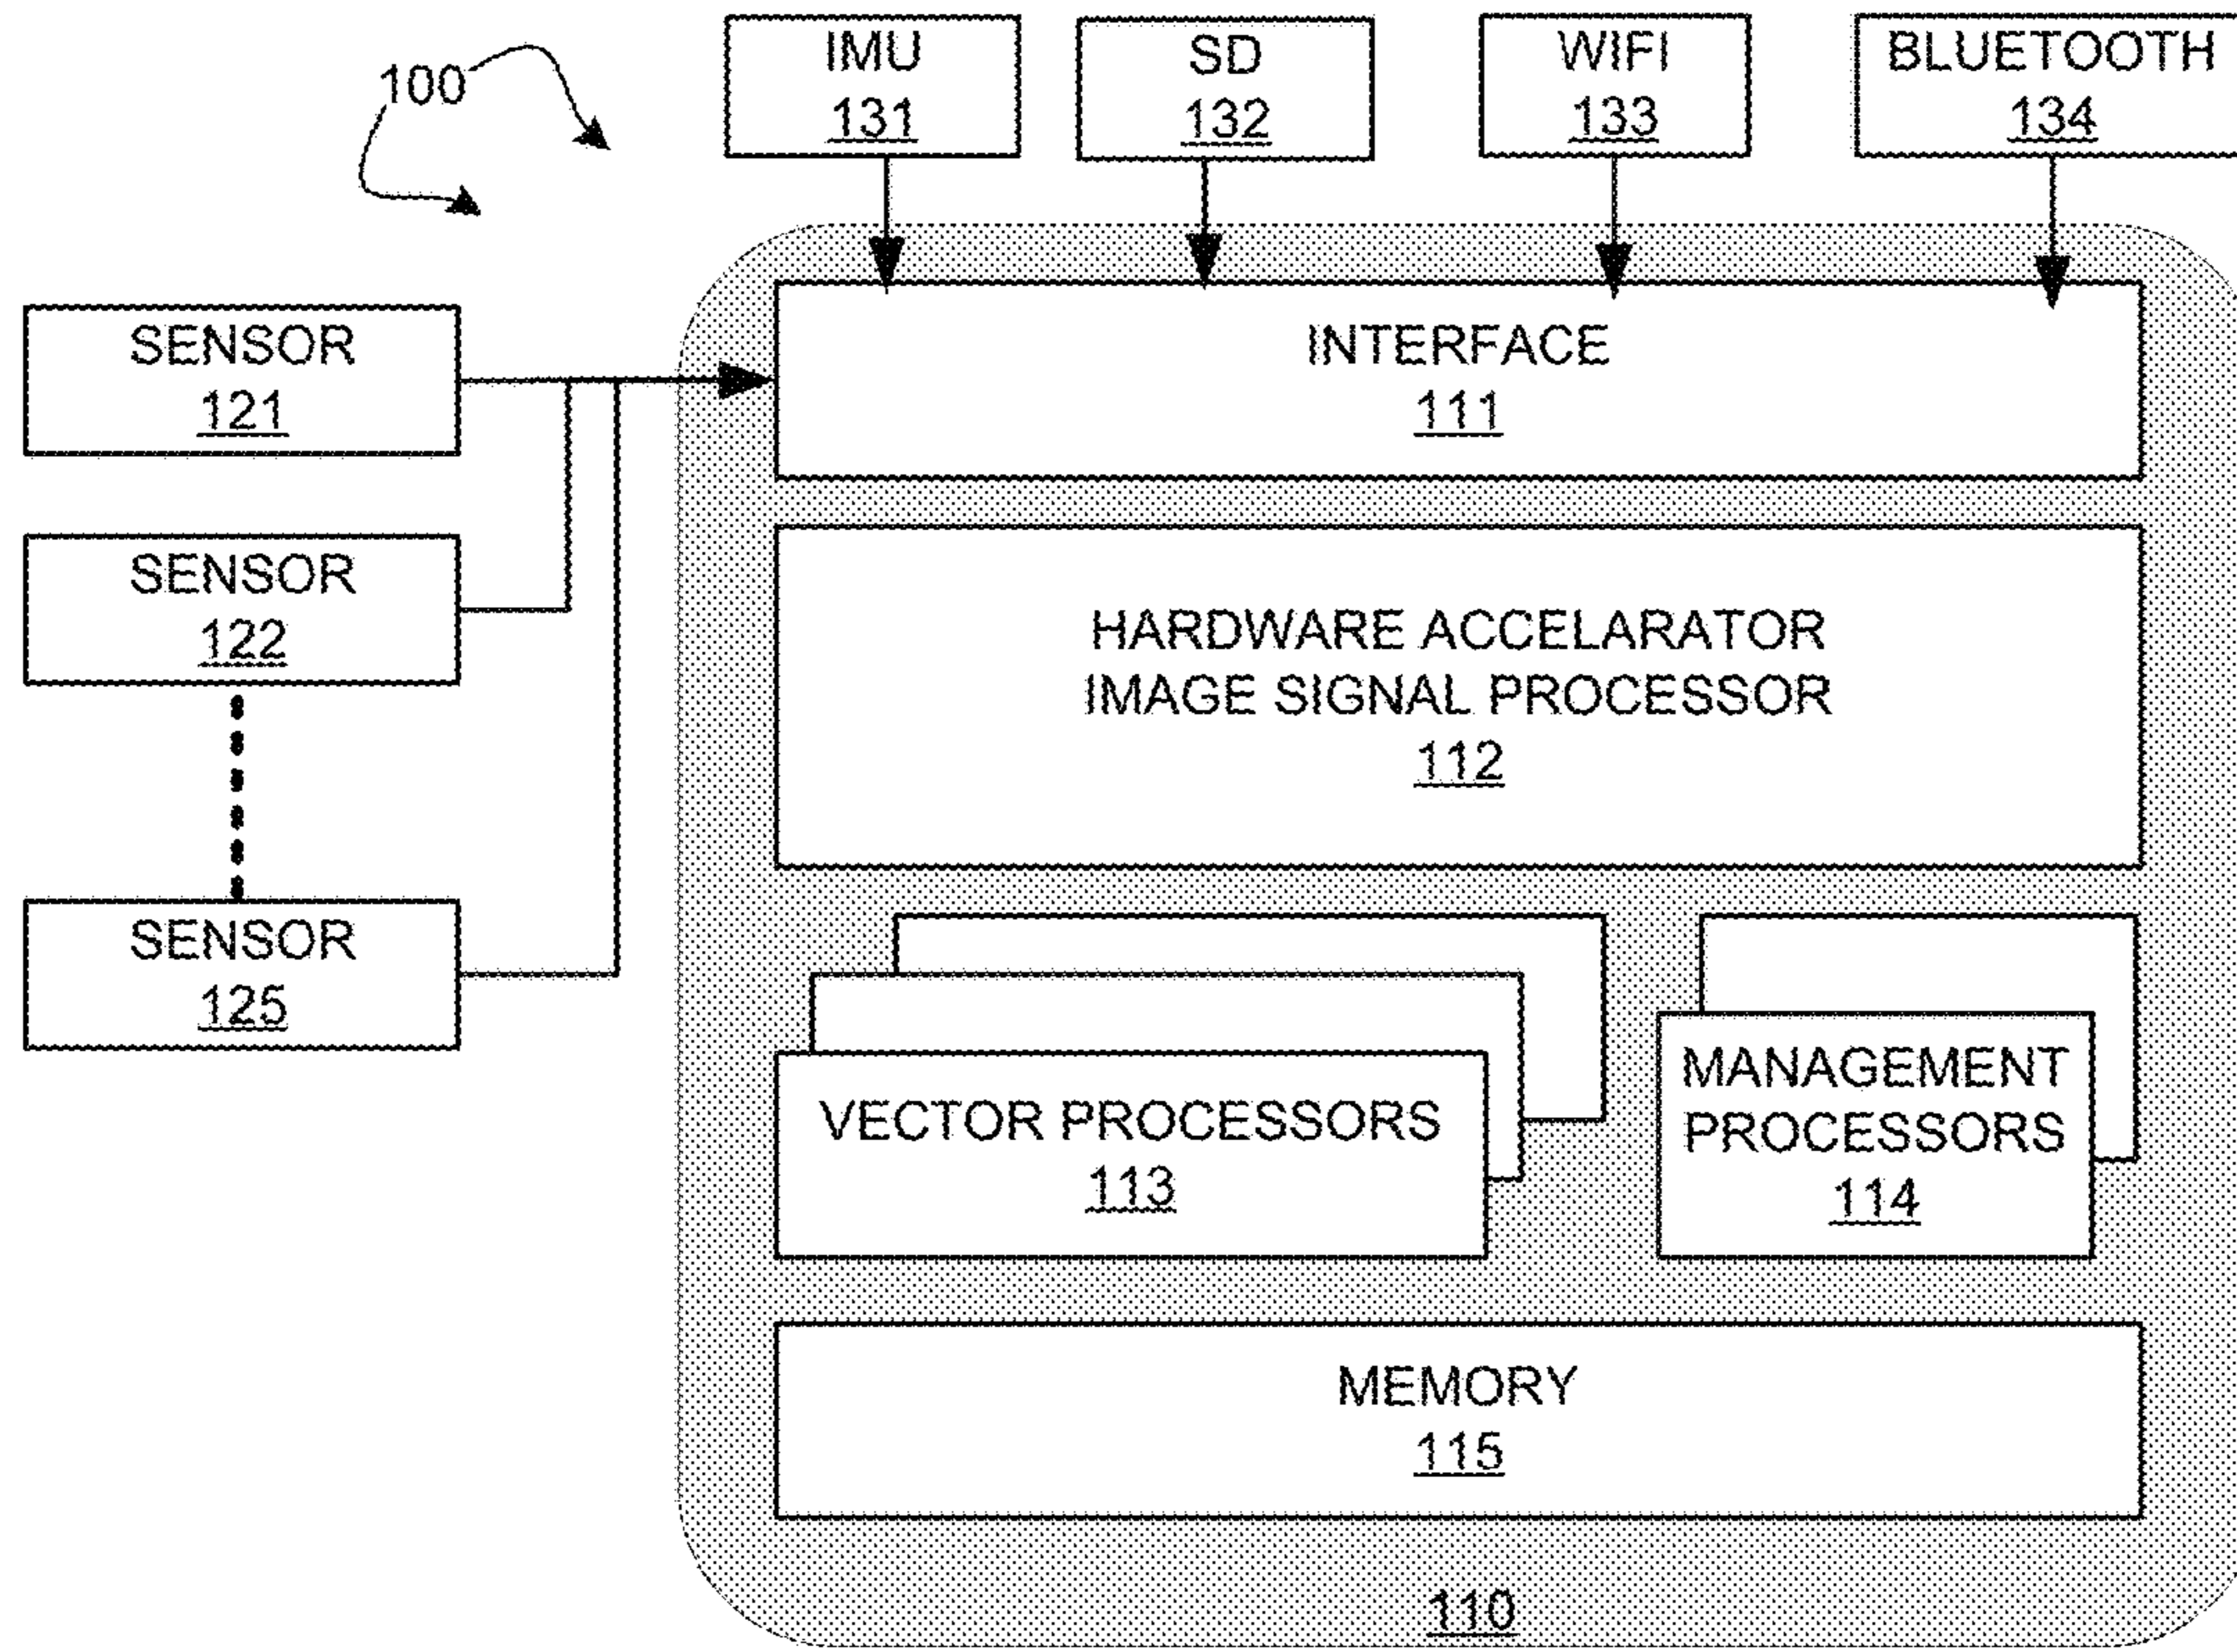 100
IMU
131
SD
132
WIFI
133
BLUETOOTH
134
SENSOR
121
SENSOR
122
SENSOR
125
INTERFACE
111
HARDWARE ACCELARATOR
IMAGE SIGNAL PROCESSOR
112
VECTOR PROCESSORS
113
MANAGEMENT
PROCESSORS
114
MEMORY
115
110